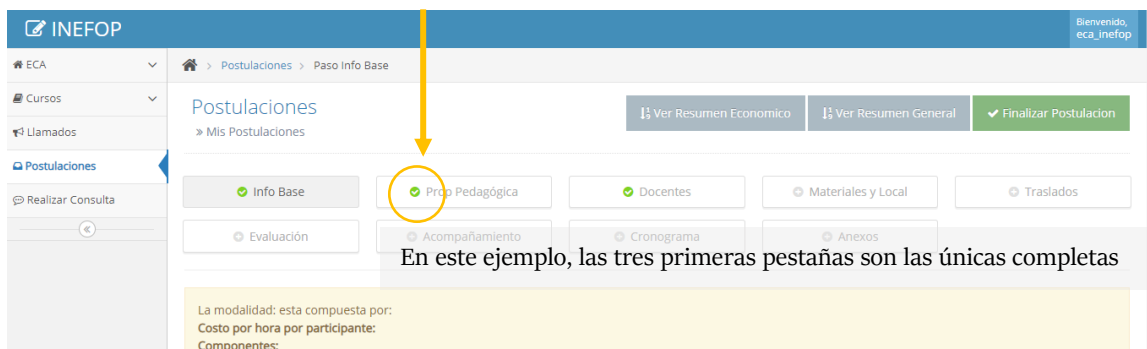 INEFOP
Bienvenido,
eca_inefop
ECA
> Postulaciones > Paso Info Base
Cursos
Postulaciones
» Mis Postulaciones
Ver Resumen Economico
Ver Resumen General
Finalizar Postulacion
Llamados
Postulaciones
Realizar Consulta
Info Base
Prop Pedagógica
Docentes
Materiales y Local
Traslados
Evaluación
Acompañamiento
Cronograma
Anexos
En este ejemplo, las tres primeras pestañas son las únicas completas
La modalidad: esta compuesta por:
Costo por hora por participante:
Componentes: